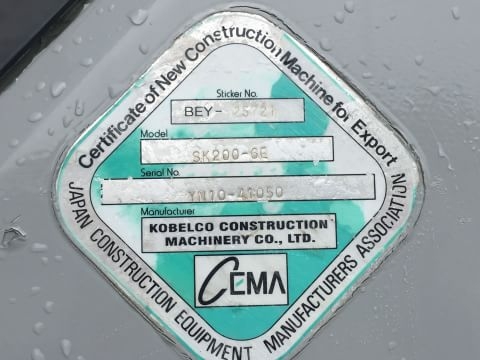 Certificate of New Construction Machine for Export
Sticker No.
BEY- 25721
Model
SK200-6E
Serial No.
YN10-41050
Manufacturer
KOBELCO CONSTRUCTION
MACHINERY CO., LTD.
CEMA
JAPAN CONSTRUCTION EQUIPMENT MANUFACTURERS ASSOCIATION